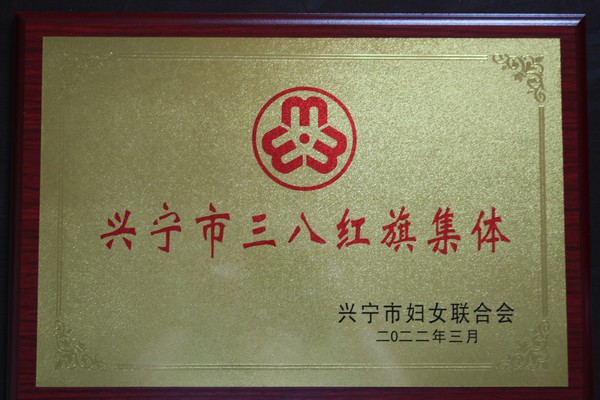 兴宁市三八红旗集体
兴宁市妇女联合会
二0二二年三月